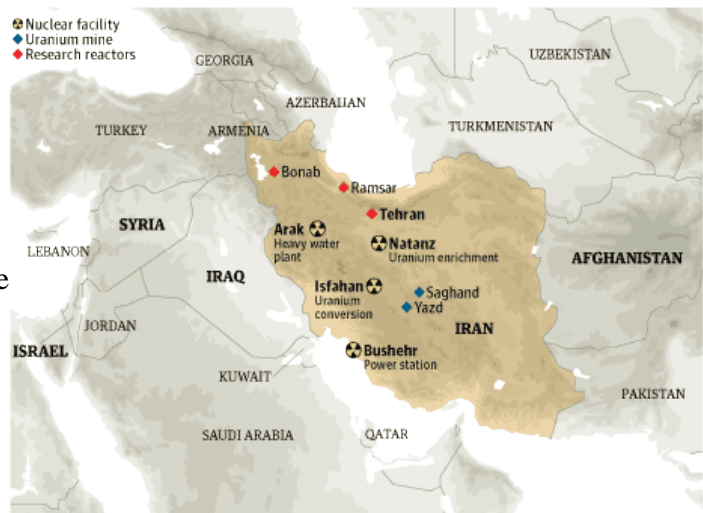 Nuclear facility
Uranium mine
Research reactors
GEORGIA
UZBEKISTAN
AZERBAIJAN
TURKEY
ARMENIA
TURKMENISTAN
Bonab
Ramsar
Tehran
SYRIA
Arak
Heavy water
plant
Natanz
Uranium enrichment
LEBANON
AFGHANISTAN
IRAQ
e
Isfahan
Uranium
conversion
Saghand
Yazd
JORDAN
IRAN
ISRAEL
Bushehr
Power station
KUWAIT
PAKISTAN
SAUDI ARABIA
QATAR